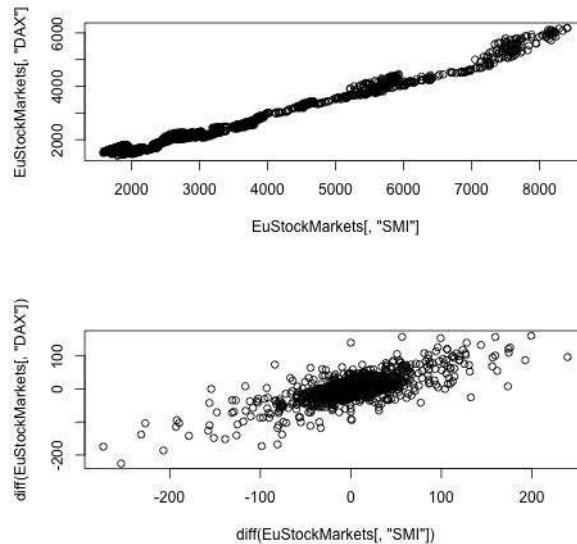 EuStockMarkets[, "DAX"]
6000
4000
2000
2000 3000 4000 5000 6000 7000 8000
EuStockMarkets[, "SMI"]
diff(EuStockMarkets[, "DAX"])
100
0
-200
-200 -100 0 100 200
diff(EuStockMarkets[, "SMI"])